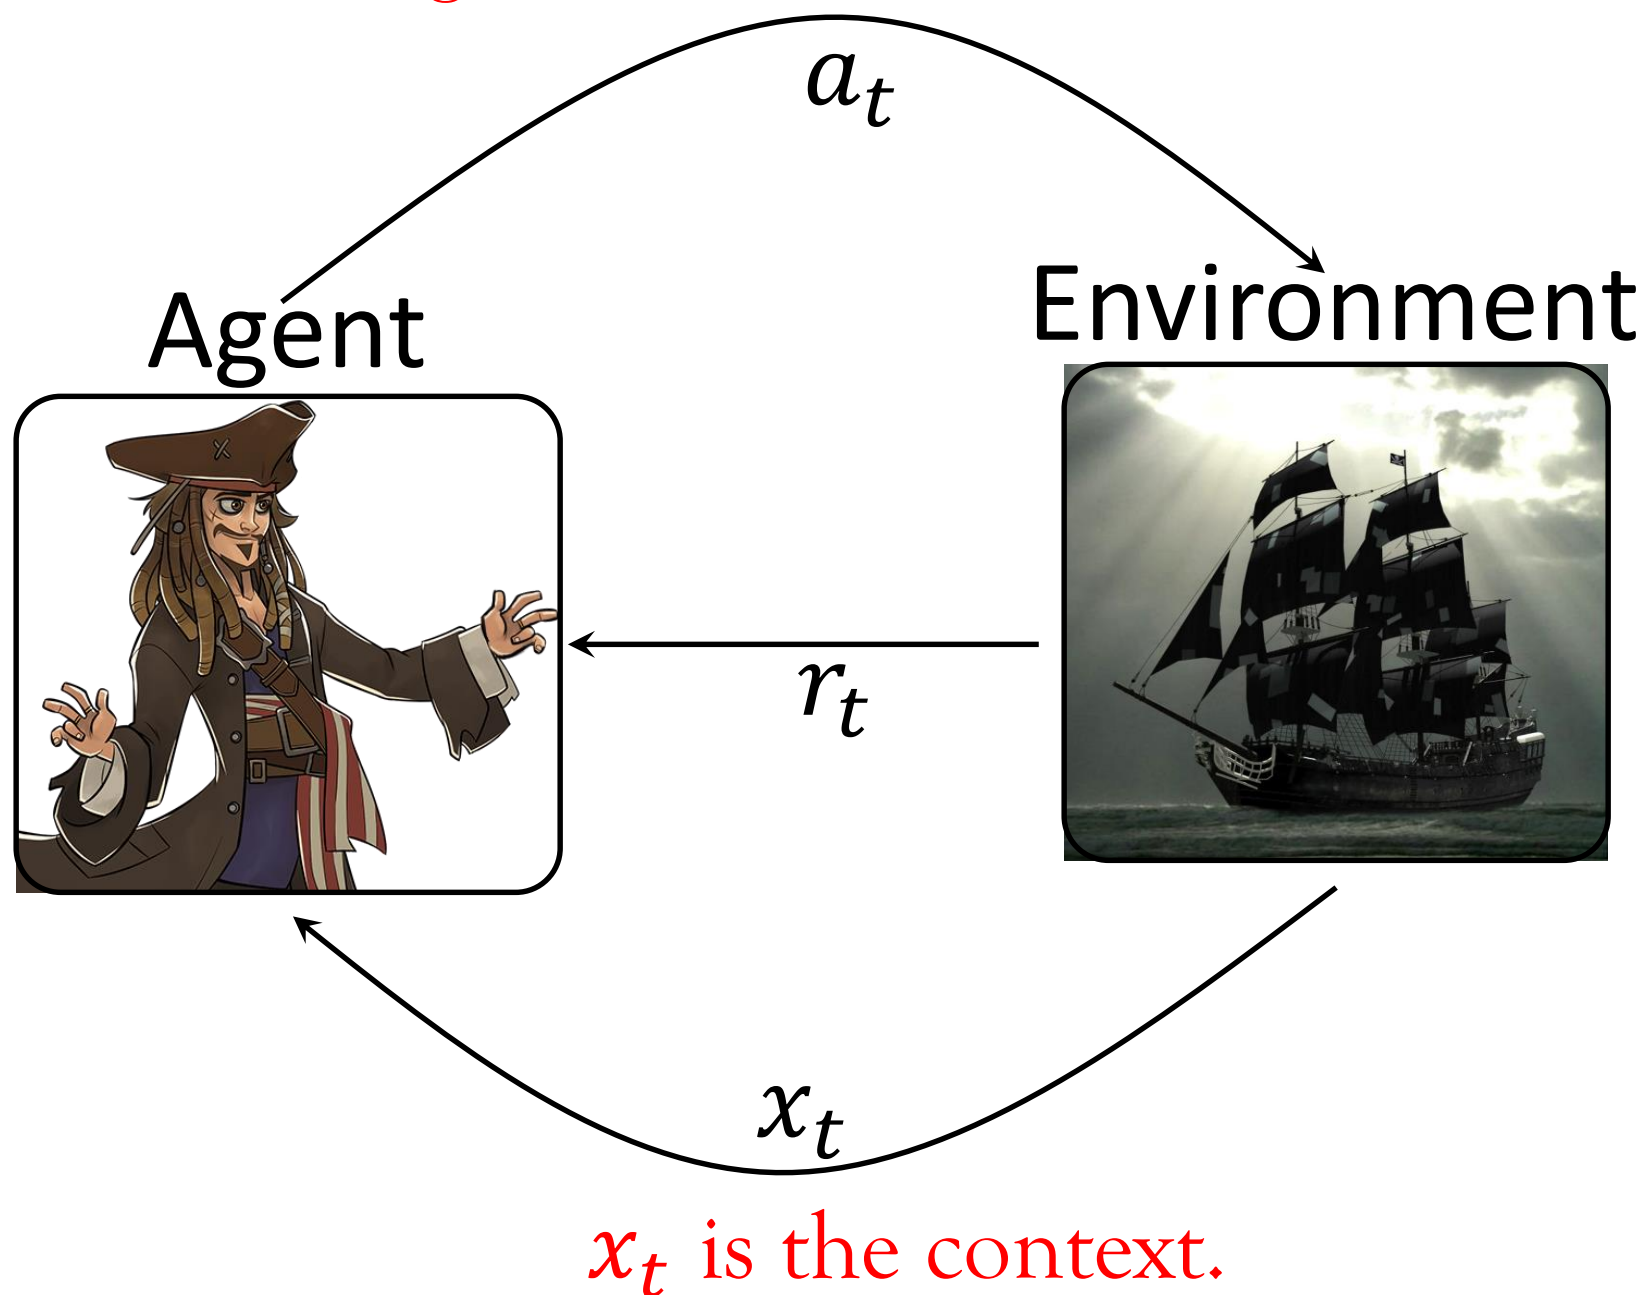 a_t
Agent
Environment
r_t
x_t
x_t is the context.